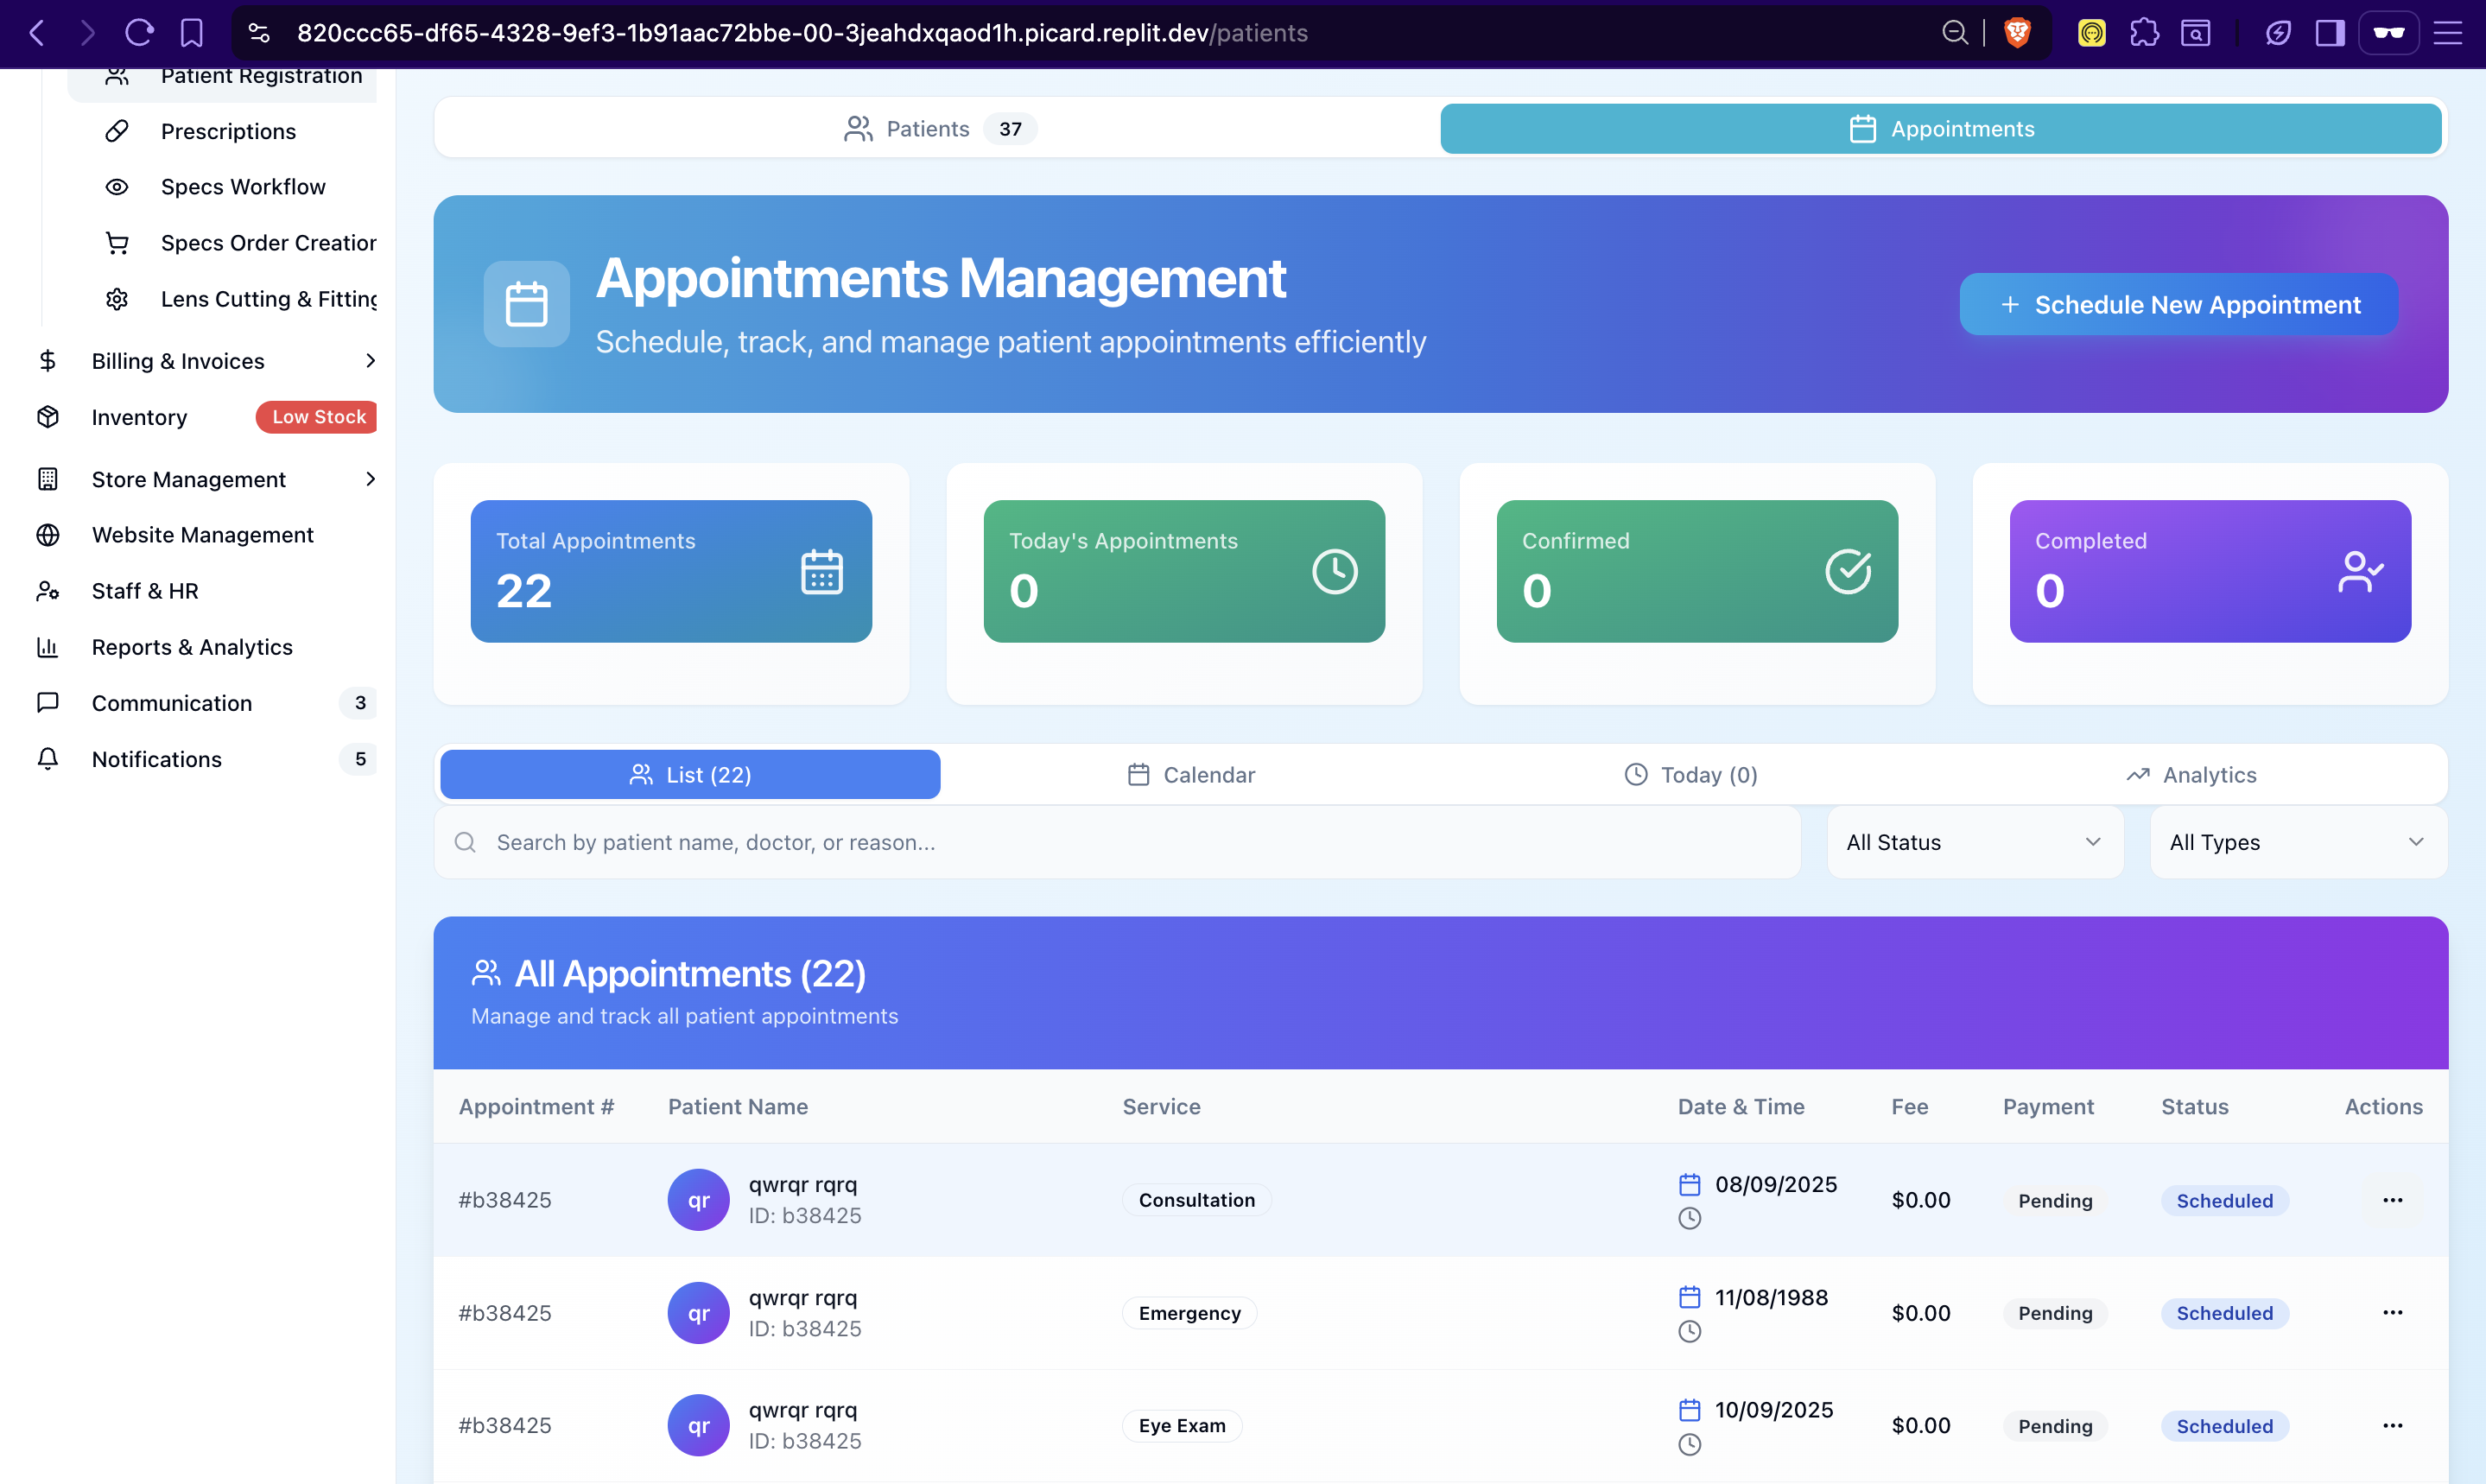 820ccc65-df65-4328-9ef3-1b91aac72bbe-00-3jeahdxqaod1h.picard.replit.dev/patients
Patient Registration
Prescriptions
Specs Workflow
Specs Order Creation
Lens Cutting & Fitting
Billing & Invoices
Inventory Low Stock
Store Management
Website Management
Staff & HR
Reports & Analytics
Communication 3
Notifications 5
Patients 37 Appointments
Appointments Management
Schedule, track, and manage patient appointments efficiently
+ Schedule New Appointment
Total Appointments
22
Today's Appointments
0
Confirmed
0
Completed
0
List (22) Calendar Today (0) Analytics
Search by patient name, doctor, or reason... All Status All Types
All Appointments (22)
Manage and track all patient appointments
Appointment # Patient Name Service Date & Time Fee Payment Status Actions
#b38425 qr qwrqr rqrq Consultation 08/09/2025 $0.00 Pending Scheduled ...
ID: b38425
#b38425 qr qwrqr rqrq Emergency 11/08/1988 $0.00 Pending Scheduled ...
ID: b38425
#b38425 qr qwrqr rqrq Eye Exam 10/09/2025 $0.00 Pending Scheduled ...
ID: b38425